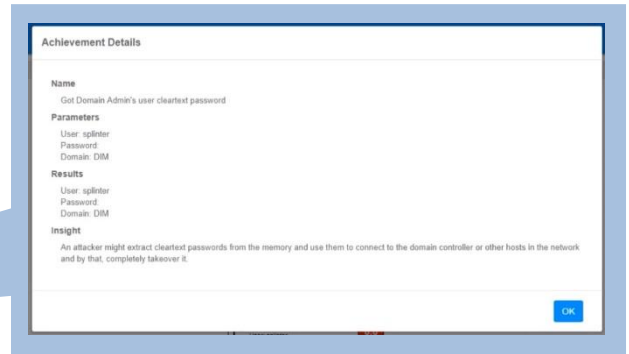 Achievement Details
Name
Got Domain Admin's user cleartext password
Parameters
User: splinter
Password:
Domain: DIM
Results
User: splinter
Password:
Domain: DIM
Insight
An attacker might extract cleartext passwords from the memory and use them to connect to the domain controller or other hosts in the network
and by that, completely takeover it.
OK